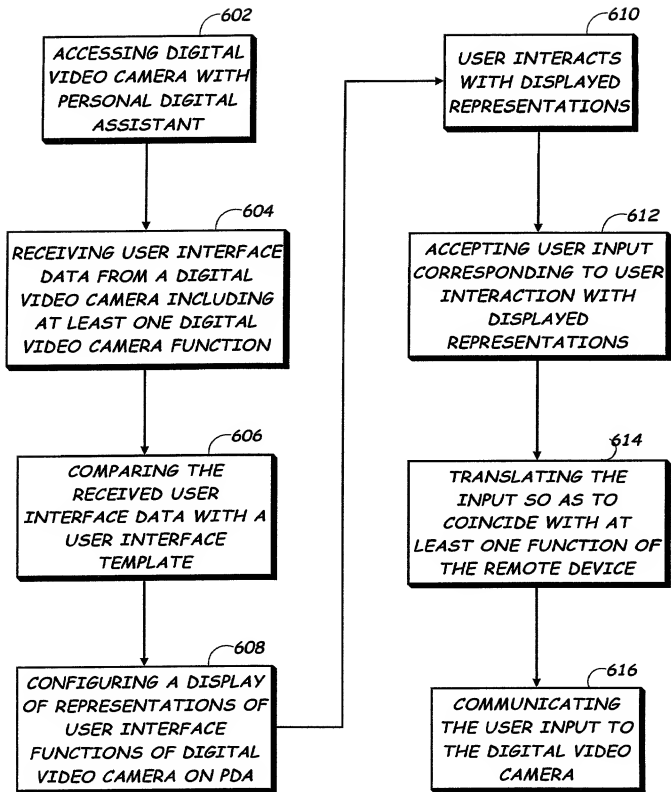 602
ACCESSING DIGITAL
VIDEO CAMERA WITH
PERSONAL DIGITAL
ASSISTANT
604
RECEIVING USER INTERFACE
DATA FROM A DIGITAL
VIDEO CAMERA INCLUDING
AT LEAST ONE DIGITAL
VIDEO CAMERA FUNCTION
606
COMPARING THE
RECEIVED USER
INTERFACE DATA WITH A
USER INTERFACE
TEMPLATE
608
CONFIGURING A DISPLAY
OF REPRESENTATIONS OF
USER INTERFACE
FUNCTIONS OF DIGITAL
VIDEO CAMERA ON PDA
610
USER INTERACTS
WITH DISPLAYED
REPRESENTATIONS
612
ACCEPTING USER INPUT
CORRESPONDING TO USER
INTERACTION WITH
DISPLAYED
REPRESENTATIONS
614
TRANSLATING THE
INPUT SO AS TO
COINCIDE WITH AT
LEAST ONE FUNCTION OF
THE REMOTE DEVICE
616
COMMUNICATING
THE USER INPUT TO
THE DIGITAL VIDEO
CAMERA